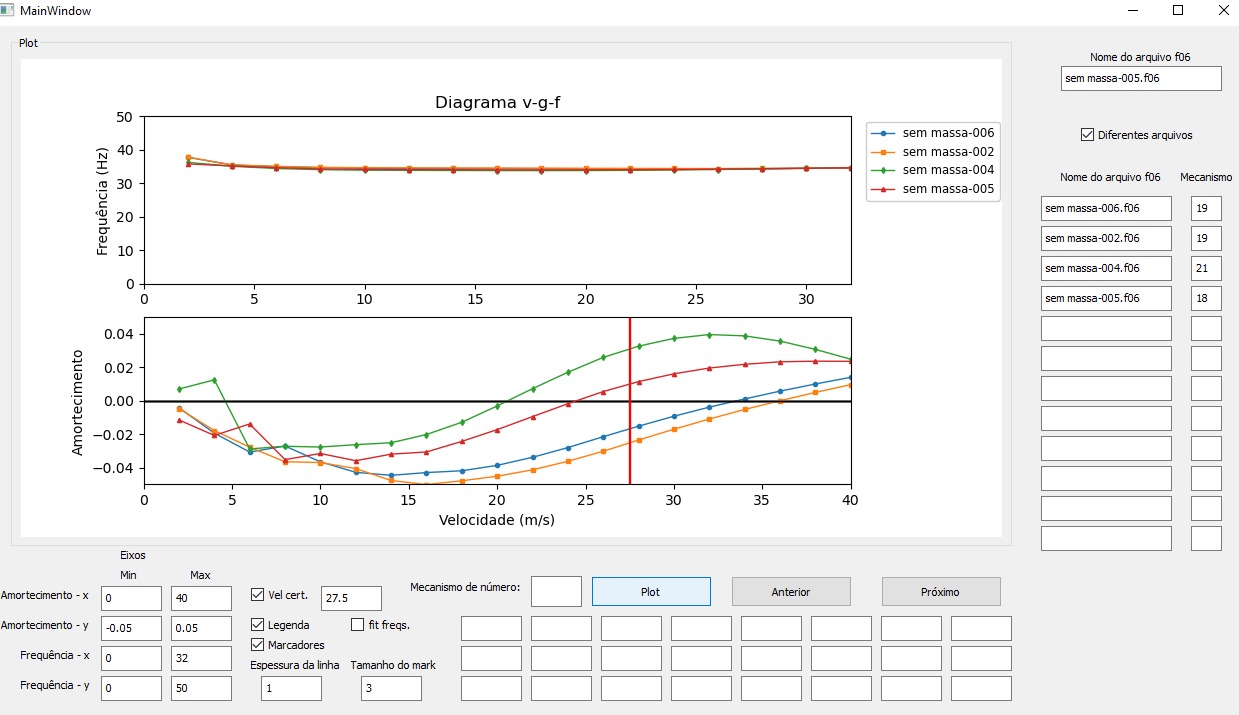 MainWindow
Plot
Diagrama v-g-f
50
40
30
20
10
0
Frequência (Hz)
0 5 10 15 20 25 30
sem massa-006
sem massa-002
sem massa-004
sem massa-005
0.04
0.02
0.00
−0.02
−0.04
Amortecimento
0 5 10 15 20 25 30 35 40
Velocidade (m/s)
Nome do arquivo f06
sem massa-005.f06
Diferentes arquivos
Nome do arquivo f06 Mecanismo
sem massa-006.f06 19
sem massa-002.f06 19
sem massa-004.f06 21
sem massa-005.f06 18
Eixos
Min Max
Amortecimento - x 0 40
Amortecimento - y -0.05 0.05
Frequência - x 0 32
Frequência - y 0 50
Vel cert. 27.5
Legenda fit freqs.
Marcadores
Espessura da linha Tamanho do mark
1 3
Mecanismo de número: Plot Anterior Próximo